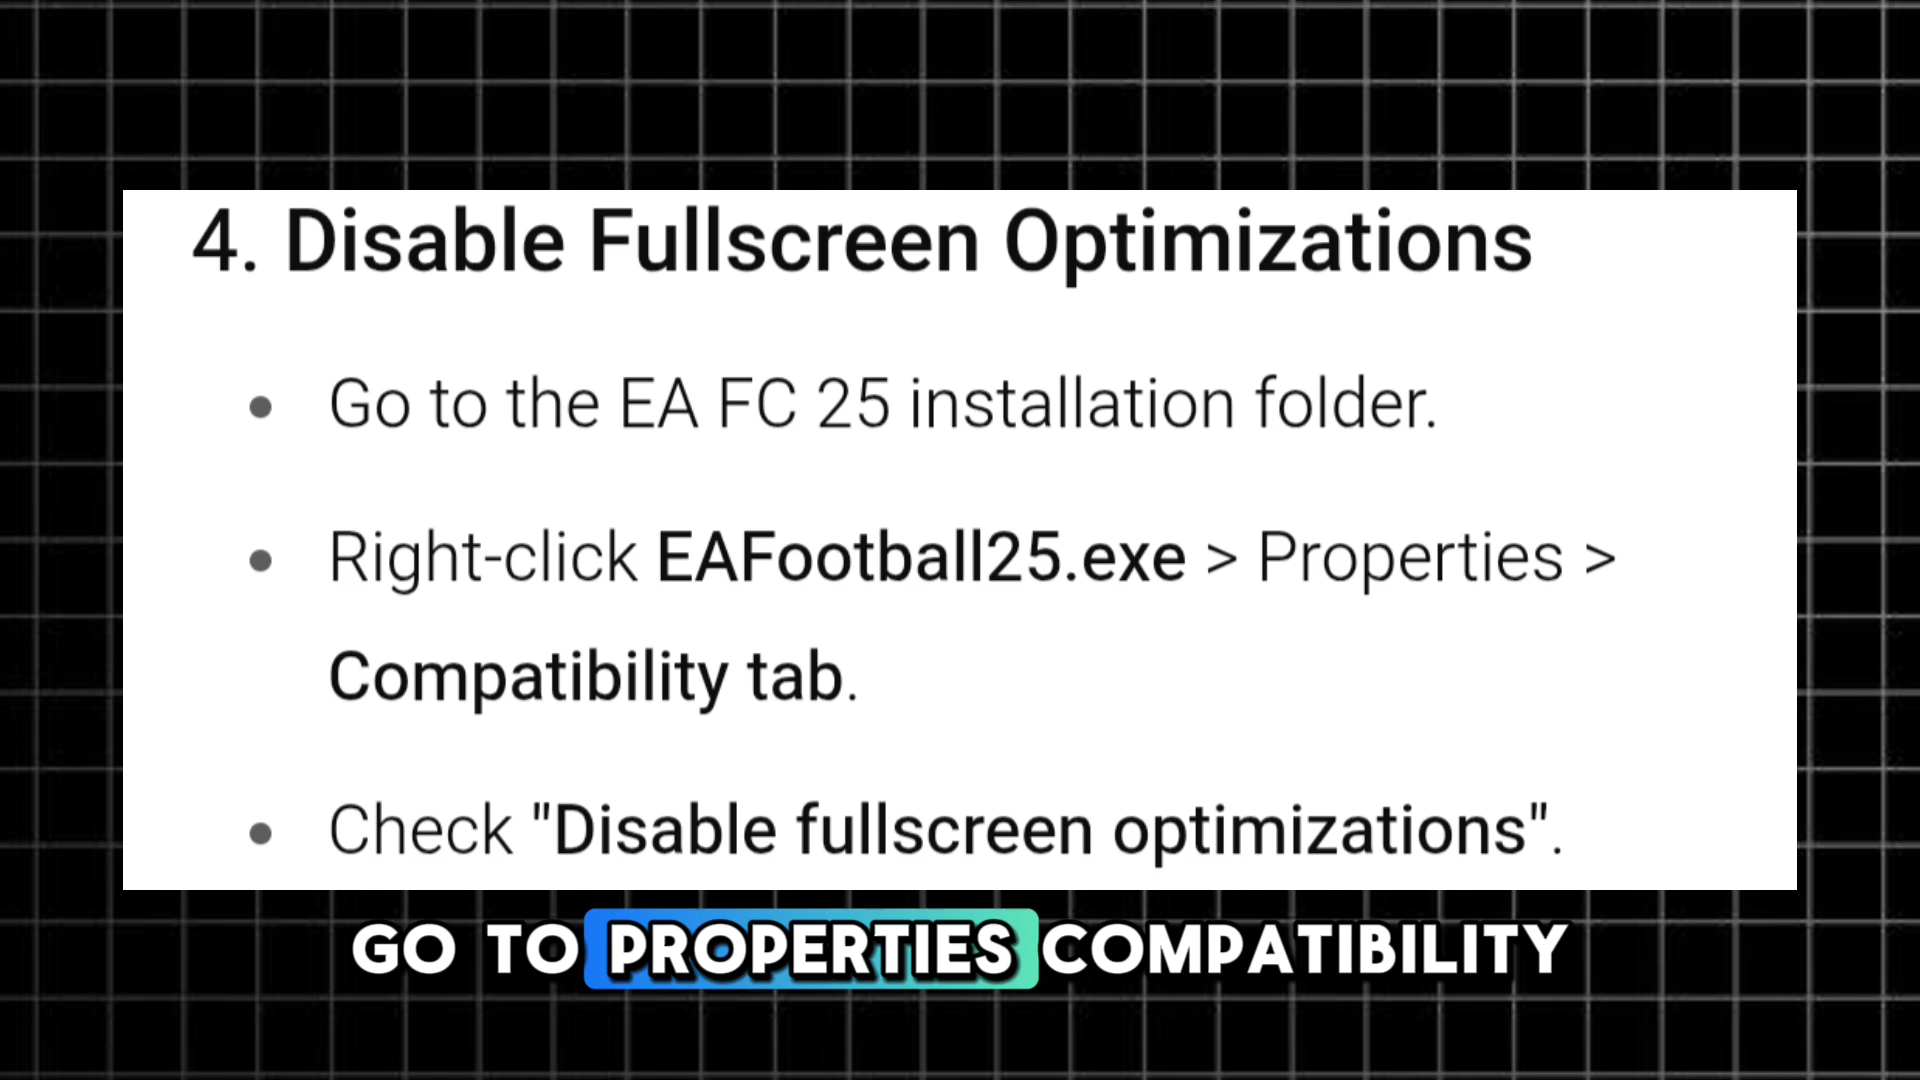 4. Disable Fullscreen Optimizations
• Go to the EA FC 25 installation folder.
• Right-click EAFootball25.exe > Properties >
Compatibility tab.
• Check "Disable fullscreen optimizations".
GO TO PROPERTIES COMPATIBILITY